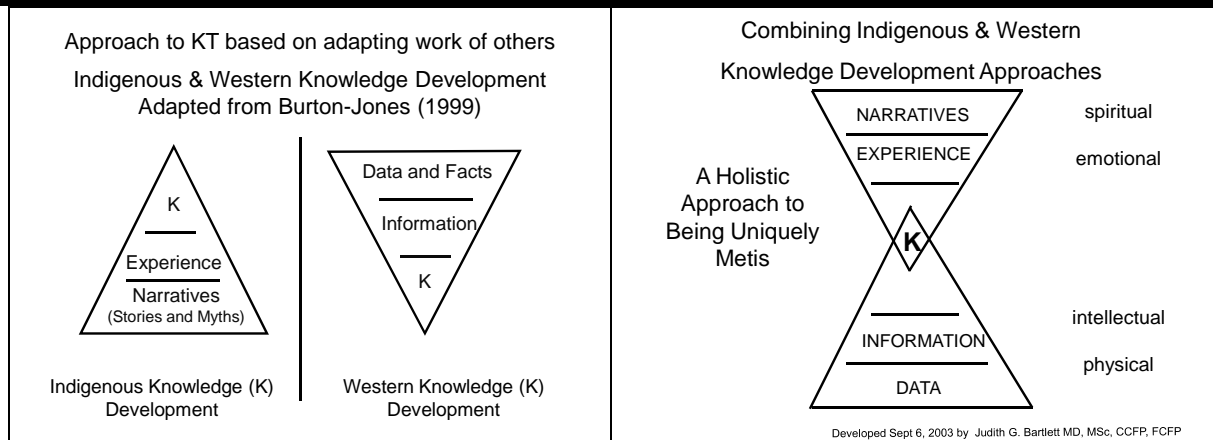 Approach to KT based on adapting work of others
Indigenous & Western Knowledge Development
Adapted from Burton-Jones (1999)
K
Experience
Narratives
(Stories and Myths)
Indigenous Knowledge (K)
Development
Data and Facts
Information
K
Western Knowledge (K)
Development
Combining Indigenous & Western
Knowledge Development Approaches
A Holistic
Approach to
Being Uniquely
Metis
NARRATIVES
EXPERIENCE
K
INFORMATION
DATA
spiritual
emotional
intellectual
physical
Developed Sept 6, 2003 by Judith G. Bartlett MD, MSc, CCFP, FCFP